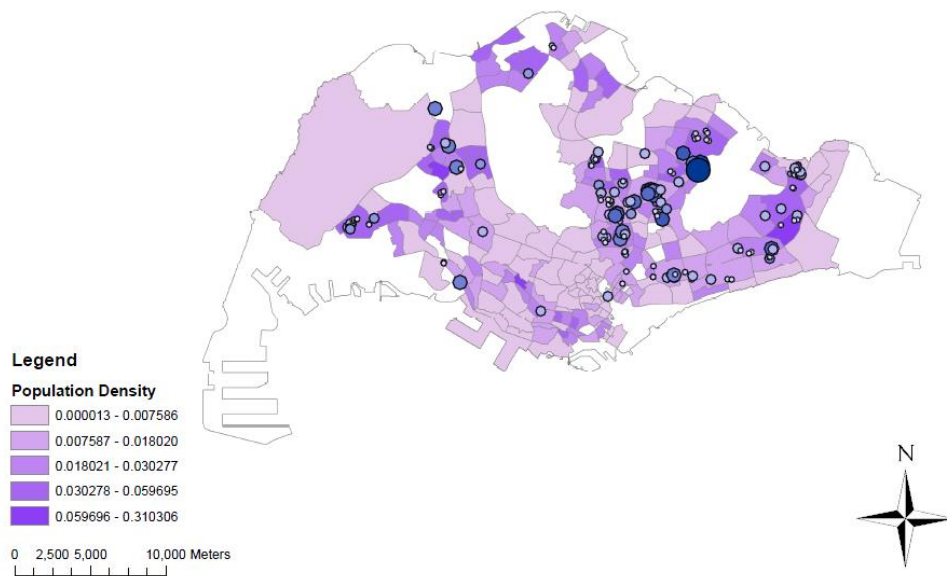 Legend
Population Density
0.000013 - 0.007586
0.007587 - 0.018020
0.018021 - 0.030277
0.030278 - 0.059695
0.059696 - 0.310306
0 2,500 5,000 10,000 Meters
N